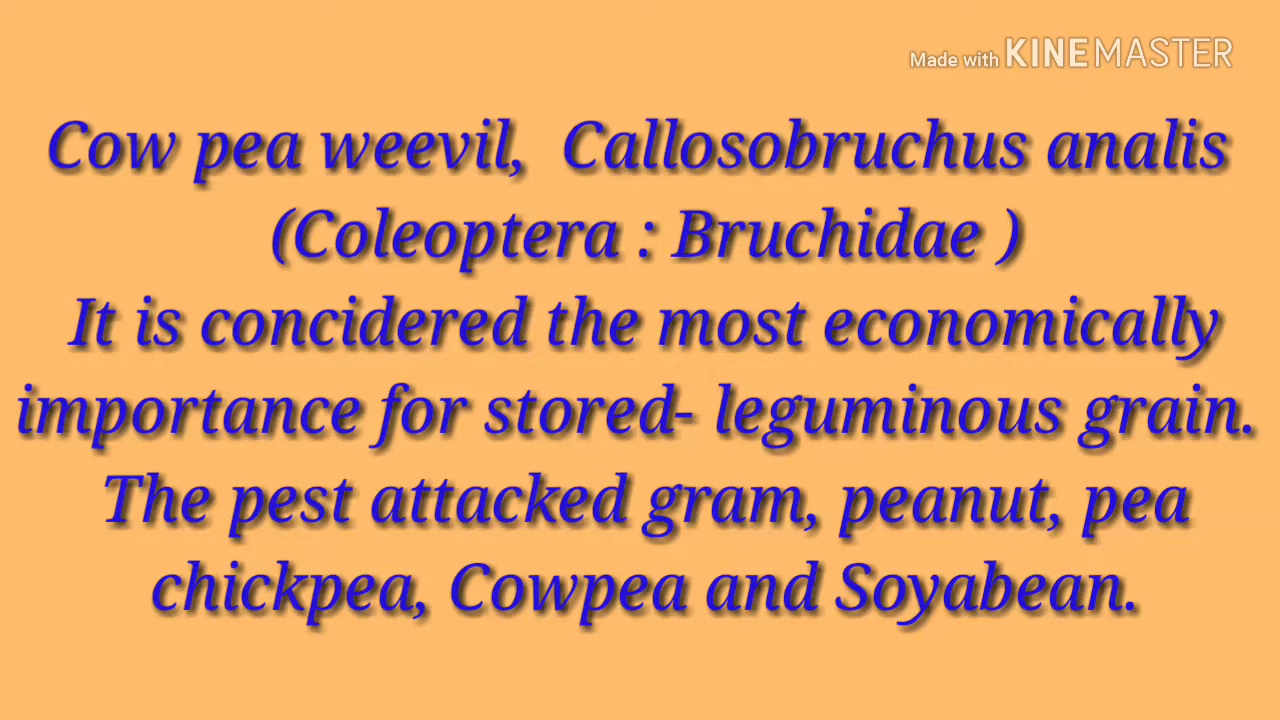 Made with KINEMASTER
Cow pea weevil, Callosobruchus analis
(Coleoptera : Bruchidae )
It is concidered the most economically
importance for stored- leguminous grain.
The pest attacked gram, peanut, pea
chickpea, Cowpea and Soyabean.